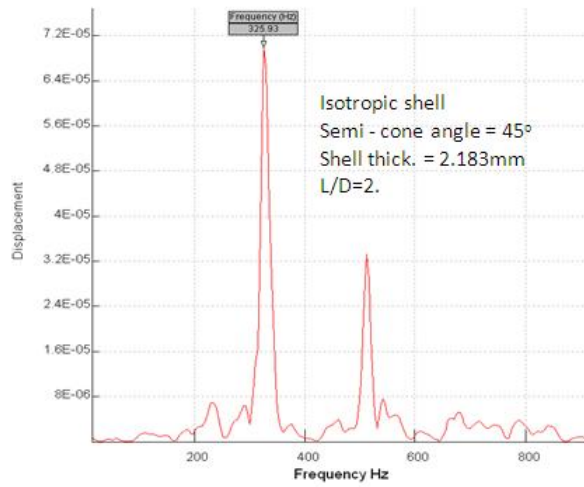 Frequency (Hz)
325.93
7.2E-05
6.4E-05
5.6E-05
4.8E-05
4E-05
3.2E-05
2.4E-05
1.6E-05
8E-06
Displacement
Isotropic shell
Semi - cone angle = 45°
Shell thick. = 2.183mm
L/D=2.
200
400
600
800
Frequency Hz